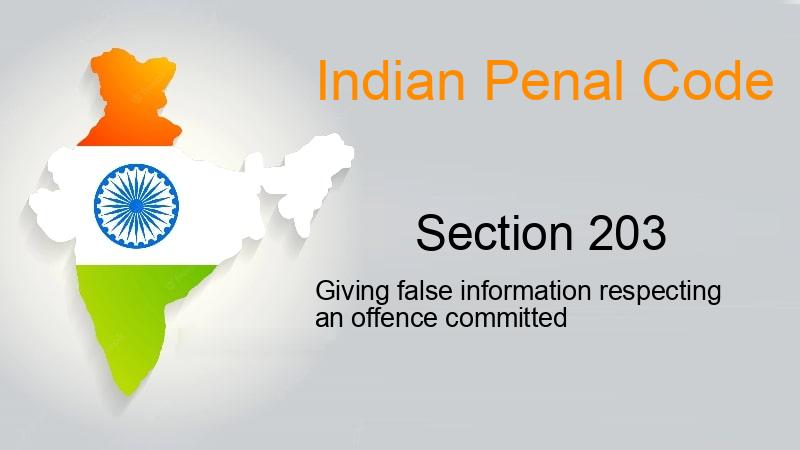 Indian Penal Code
Section 203
Giving false information respecting
an offence committed